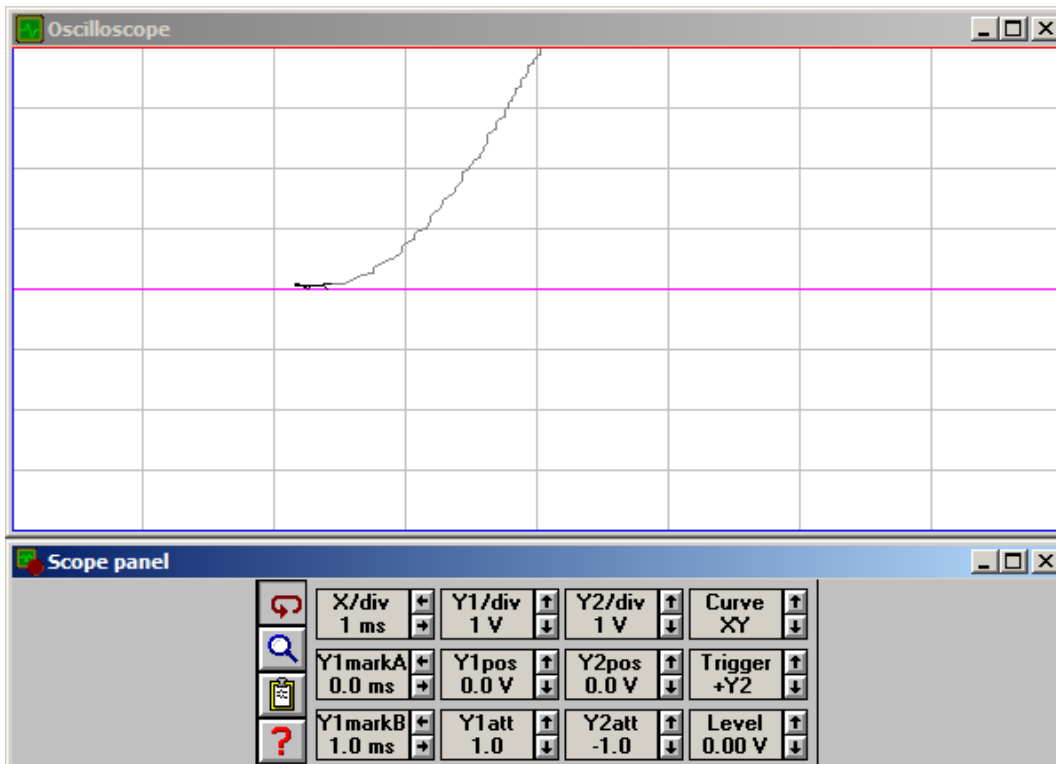 Oscilloscope
Scope panel
X/div Y1/div Y2/div Curve
1 ms 1 V 1 V XY
Y1markA Y1pos Y2pos Trigger
0.0 ms 0.0 V 0.0 V +Y2
Y1markB Y1att Y2att Level
1.0 ms 1.0 -1.0 0.00 V
?